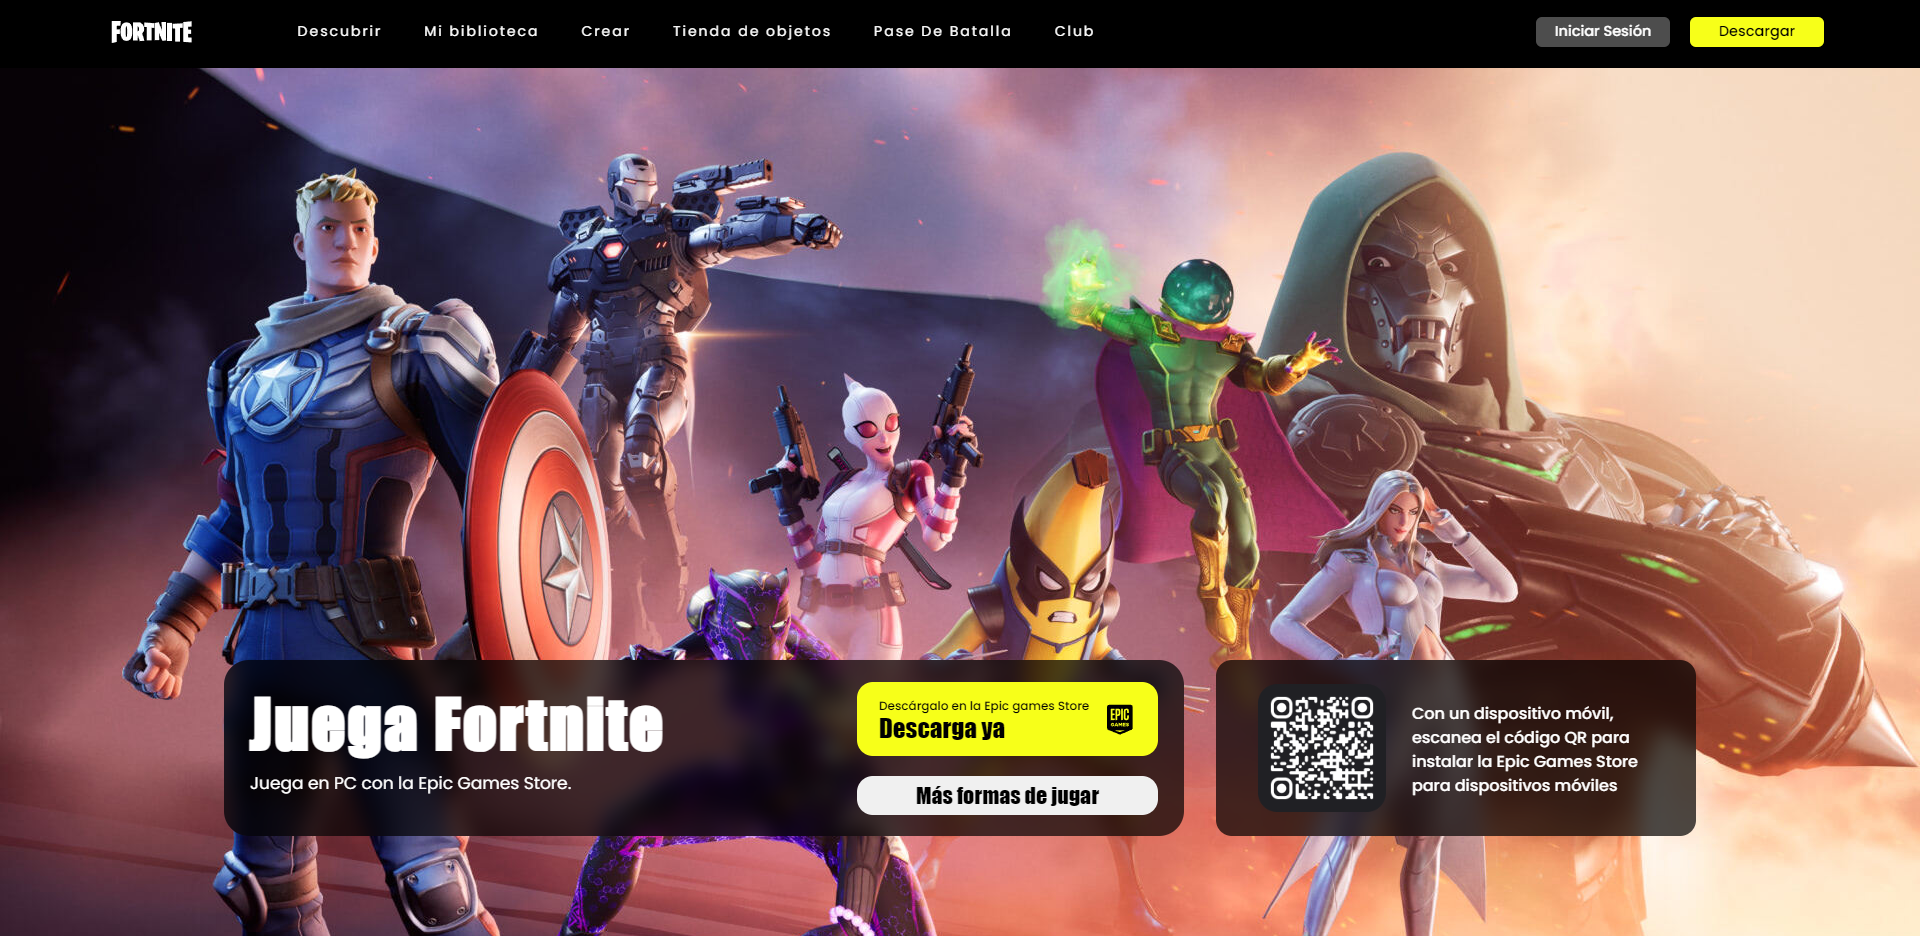 FORTNITE
Descubrir
Mi biblioteca
Crear
Tienda de objetos
Pase De Batalla
Club
Iniciar Sesión
Descargar
Juega Fortnite
Juega en PC con la Epic Games Store.
Descárgalo en la Epic games Store
Descarga ya
EPIC
GAMES
Más formas de jugar
Con un dispositivo móvil,
escanea el código QR para
instalar la Epic Games Store
para dispositivos móviles